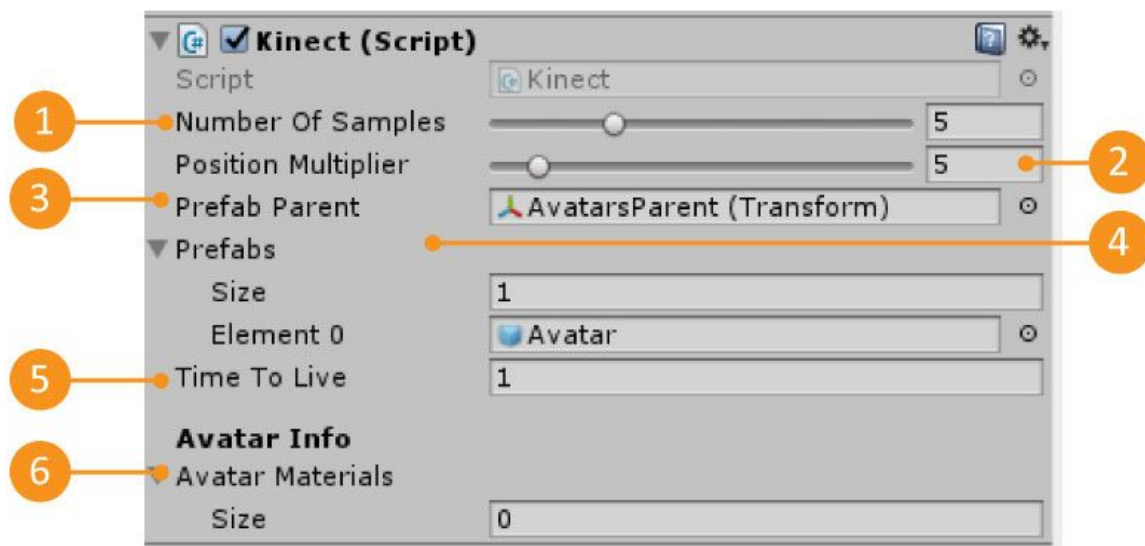 Kinect (Script)
Script Kinect
1 Number Of Samples 5
Position Multiplier 5 2
3 Prefab Parent AvatarsParent (Transform)
Prefabs 4
Size 1
Element 0 Avatar
5 Time To Live 1
Avatar Info
6 Avatar Materials
Size 0